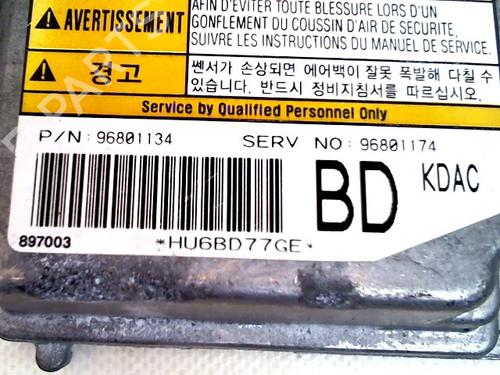 AVERTISSEMENT
AFIN D'EVITER TOUTE BLESSURE LORS D'UN
GONFLEMENT DU COUSSIN D'AIR DE SECURITE,
SUIVRE LES INSTRUCTIONS DU MANUEL DE SERVICE.
경고
쎈서가 손상되면 에어백이 잘못 폭발해 다칠 수
있습니다. 반드시 정비지침서를 따르십시오.
Service by Qualified Personnel Only
P/N: 96801134 SERV NO: 96801174
BD KDAC
897003 *HU6BD77GE*